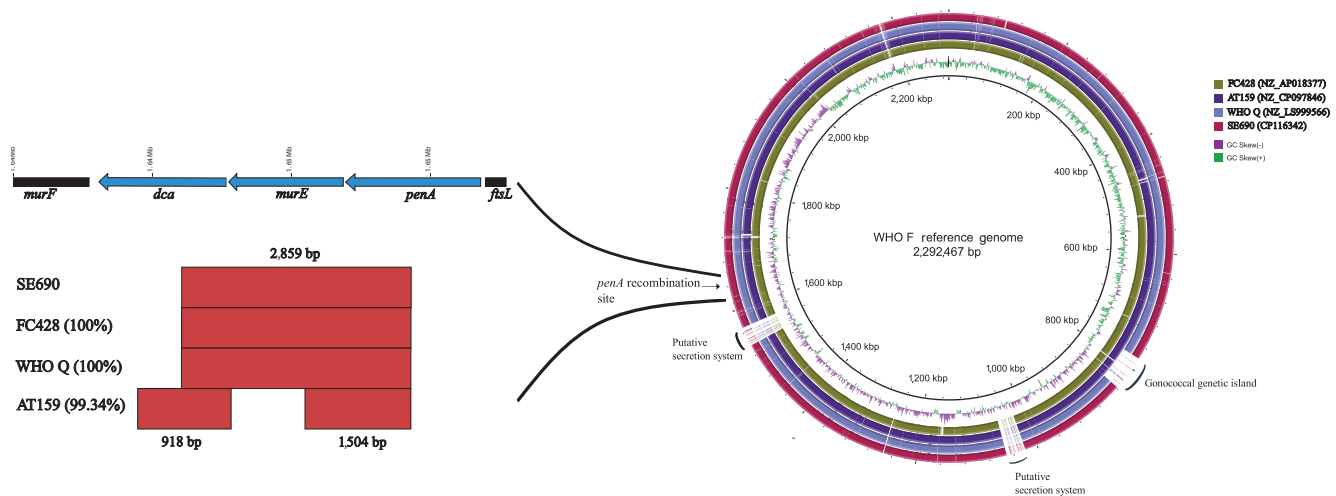 1.64 Mb
1.65 Mb
1.65 Mb
murF
dca
murE
penA
ftsL
2,859 bp
SE690
FC428 (100%)
WHO Q (100%)
AT159 (99.34%)
918 bp
1,504 bp
penA recombination
site
Putative
secretion system
WHO F reference genome
2,292,467 bp
200 kbp
400 kbp
600 kbp
800 kbp
1,000 kbp
1,200 kbp
1,400 kbp
1,600 kbp
1,800 kbp
2,000 kbp
2,200 kbp
Gonococcal genetic island
Putative
secretion system
FC428 (NZ_AP018377)
AT159 (NZ_CP097846)
WHO Q (NZ_LS999566)
SE690 (CP116342)
GC Skew(-)
GC Skew(+)